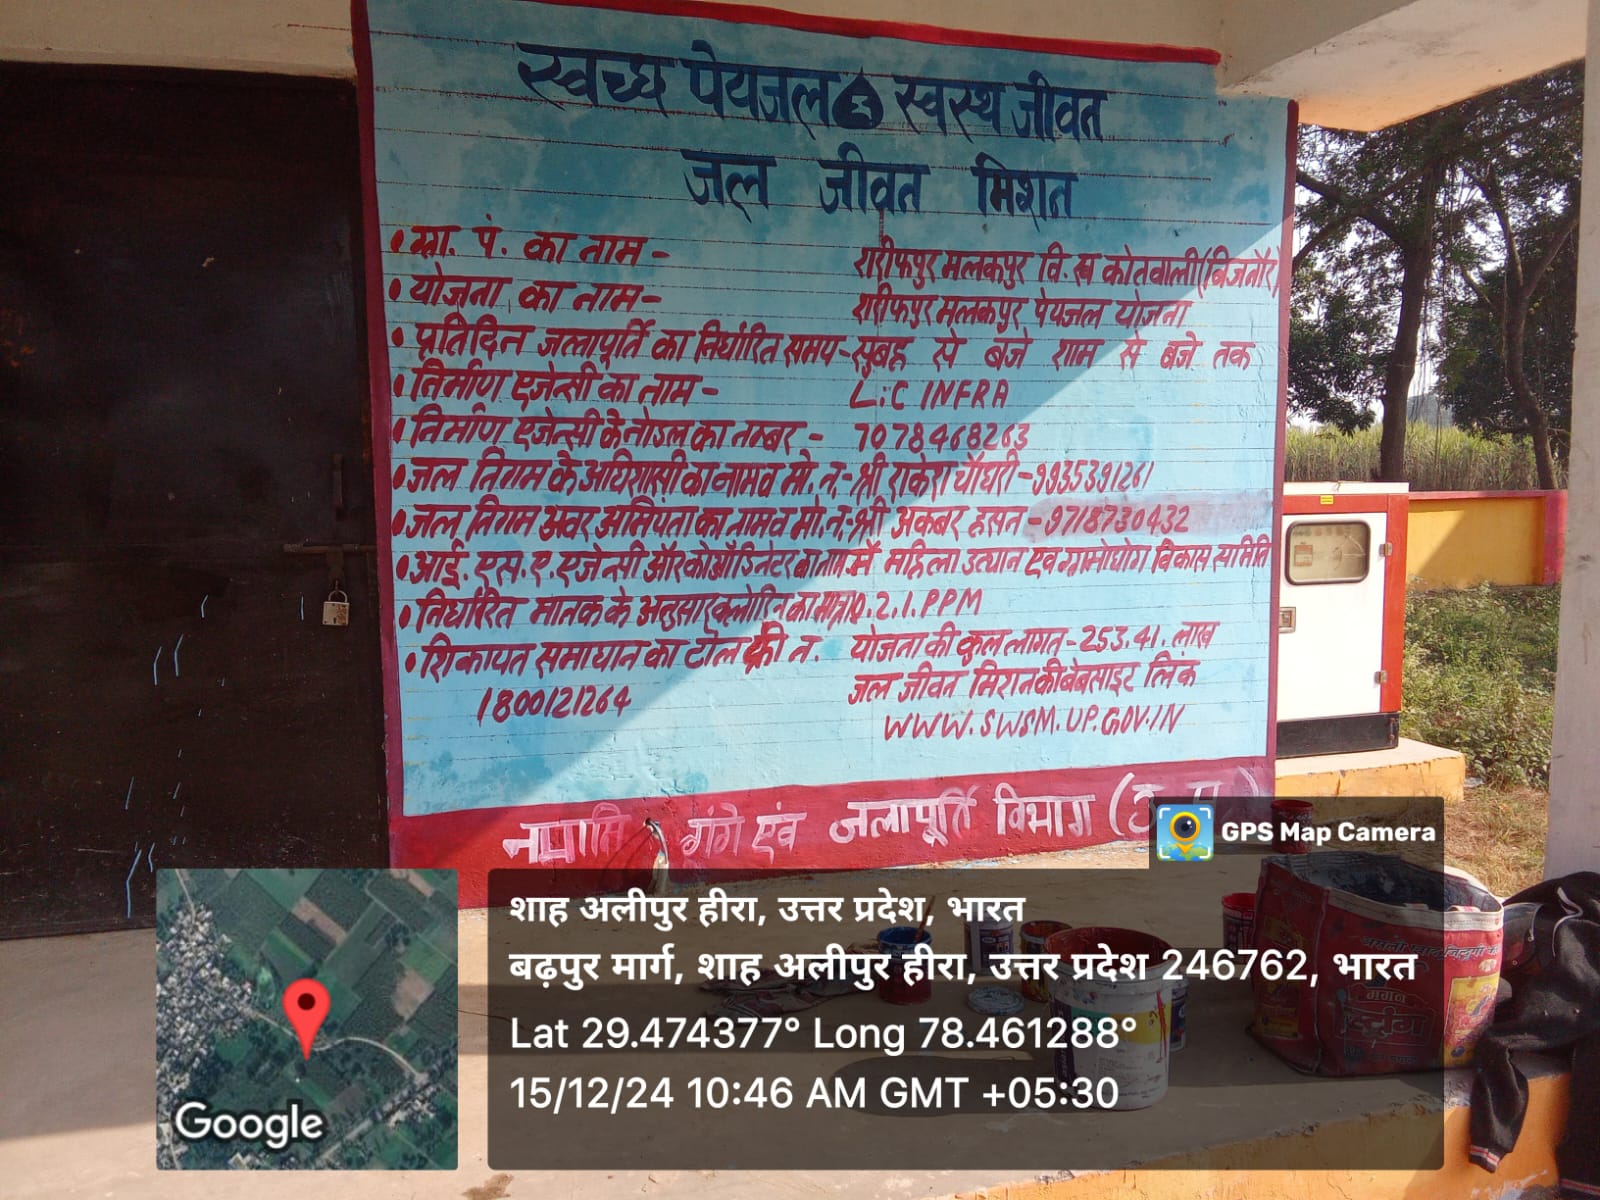 स्वच्छ पेयजल स्वस्थ जीवन
जल जीवन मिशन
• ग्रा. पं. का नाम - शरीफपुर मलकपुर वि. ख कोतवाली (बिजनौर)
• योजना का नाम - शरीफपुर मलकपुर पेयजल योजना
• प्रतिदिन जलापूर्ति का निर्धारित समय - सुबह से बजे शाम से बजे तक
• निर्माण एजेन्सी का नाम - L.C INFRA
• निर्माण एजेन्सी के नोडल का नम्बर - 7078468263
• जल निगम के अधिशासी का नाम व मो. न. - श्री राकेश चौधरी - 9935391261
• जल निगम अवर अभियंता का नाम व मो. न. - श्री अकबर हसन - 9718730432
• आई. एस. ए. एजेन्सी और कोऑर्डिनेटर का नाम - मै महिला उत्थान एवं ग्रामोद्योग विकास समिति
• निर्धारित मानक के अनुसार क्लोरिन का मात्रा 0.2.1. PPM
• शिकायत समाधान का टोल फ्री न. योजना की कुल लागत - 253.41. लाख
1800121264 जल जीवन मिशन की बेबसाइट लिंक
WWW.SWSM.UP.GOV.IN
नमामि गंगे एंव जलापूर्ति विभाग (उ.
GPS Map Camera
शाह अलीपुर हीरा, उत्तर प्रदेश, भारत
बढ़पुर मार्ग, शाह अलीपुर हीरा, उत्तर प्रदेश 246762, भारत
Lat 29.474377° Long 78.461288°
15/12/24 10:46 AM GMT +05:30
Google
मगन